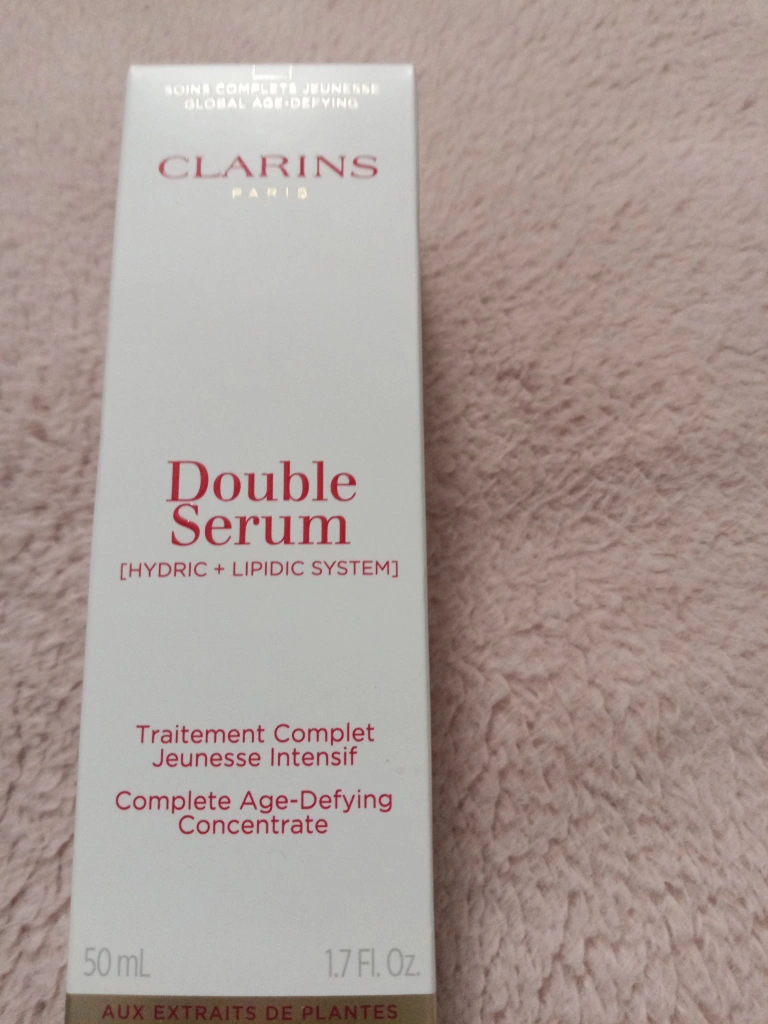 SOINS COMPLETS JEUNESSE
GLOBAL AGE-DEFYING
CLARINS
PARIS
Double
Serum
[HYDRIC + LIPIDIC SYSTEM]
Traitement Complet
Jeunesse Intensif
Complete Age-Defying
Concentrate
50 mL 1.7 Fl. Oz.
AUX EXTRAITS DE PLANTES